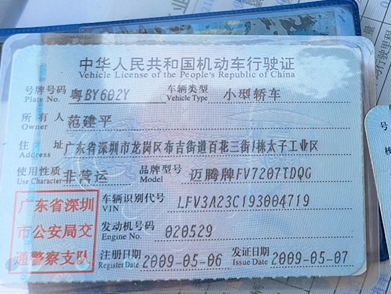 中华人民共和国机动车行驶证
Vehicle License of the People's Republic of China
号牌号码 粤BY602Y 车辆类型 小型轿车
Plate No. Vehicle Type
所有人 范建平
Owner
住址 广东省深圳市龙岗区布吉街道百花三街1栋太子工业区
Address
使用性质 非营运 品牌型号 迈腾牌FV7207TDQG
Use Character Model
广东省深圳 车辆识别代号 LFV3A23C193004719
VIN
市公安局交 发动机号码 020529
Engine No.
通警察支队 注册日期 2009-05-06 发证日期 2009-05-07
Register Date Issue Date